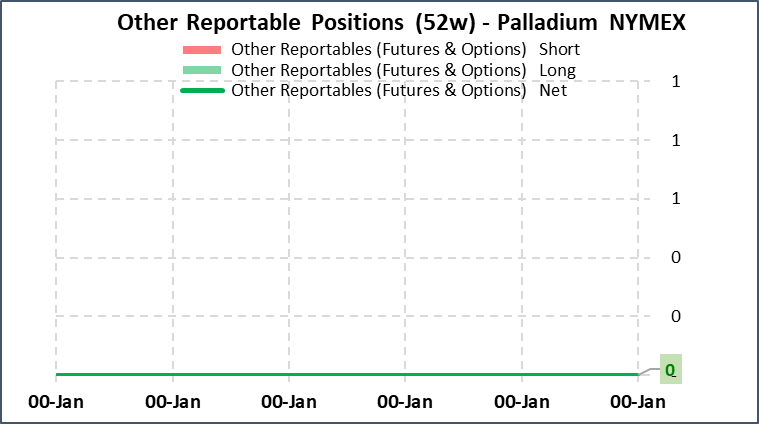 Other Reportable Positions (52w) - Palladium NYMEX
Other Reportables (Futures & Options) Short
Other Reportables (Futures & Options) Long
Other Reportables (Futures & Options) Net
1
1
1
0
0
0
00-Jan 00-Jan 00-Jan 00-Jan 00-Jan 00-Jan